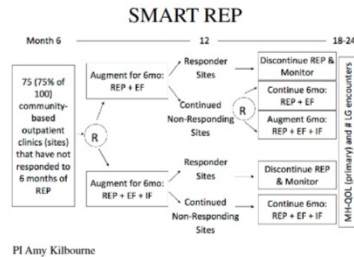 SMART REP
Month 6
12
18-24
75 (75% of
100)
community-
based
outpatient
clinics (sites)
that have not
responded to
6 months of
REP
R
Augment for 6mo:
REP + EF
Augment for 6mo:
REP + EF + IF
Responder
Sites
Continued
Non-Responding
Sites
R
Responder
Sites
Continued
Non-Responding
Sites
Discontinue REP &
Monitor
Continue 6mo:
REP + EF
Augment 6mo:
REP + EF + IF
Discontinue REP
& Monitor
Continue 6mo:
REP + EF + IF
MH-QOL (primary) and # LG encounters
PI Amy Kilbourne